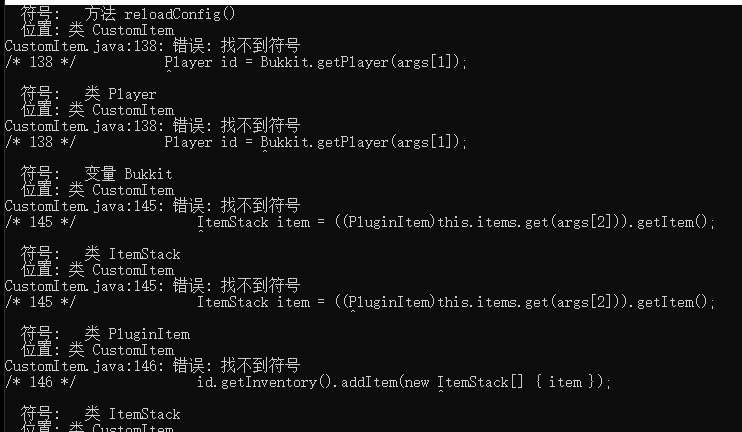 符号:   方法 reloadConfig()
位置: 类 CustomItem
CustomItem.java:138: 错误: 找不到符号
/* 138 */         Player id = Bukkit.getPlayer(args[1]);
^
符号:   类 Player
位置: 类 CustomItem
CustomItem.java:138: 错误: 找不到符号
/* 138 */         Player id = Bukkit.getPlayer(args[1]);
^
符号:   变量 Bukkit
位置: 类 CustomItem
CustomItem.java:145: 错误: 找不到符号
/* 145 */             ItemStack item = ((PluginItem)this.items.get(args[2])).getItem();
^
符号:   类 ItemStack
位置: 类 CustomItem
CustomItem.java:145: 错误: 找不到符号
/* 145 */             ItemStack item = ((PluginItem)this.items.get(args[2])).getItem();
^
符号:   类 PluginItem
位置: 类 CustomItem
CustomItem.java:146: 错误: 找不到符号
/* 146 */             id.getInventory().addItem(new ItemStack[] { item });
^
符号:   类 ItemStack
位置: 类 CustomItem